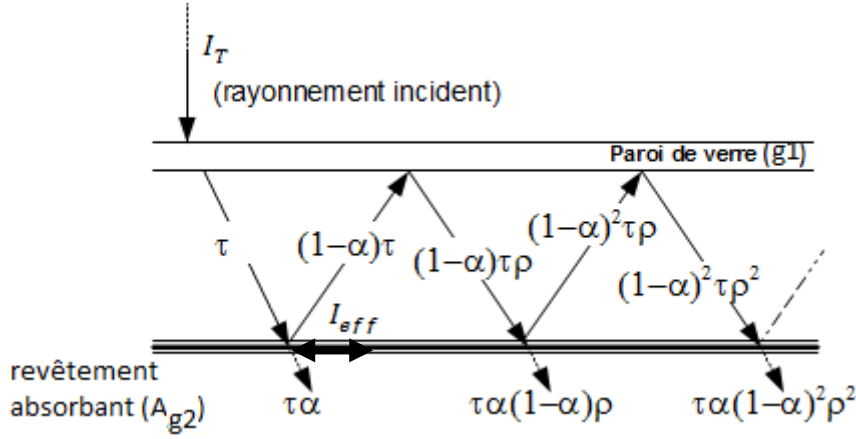 I_T
(rayonnement incident)
Paroi de verre (g1)
τ
(1−α)τ
(1−α)τρ
(1−α)²τρ
(1−α)²τρ²
I_eff
revêtement
absorbant (A_g2)
τα
τα(1−α)ρ
τα(1−α)²ρ²